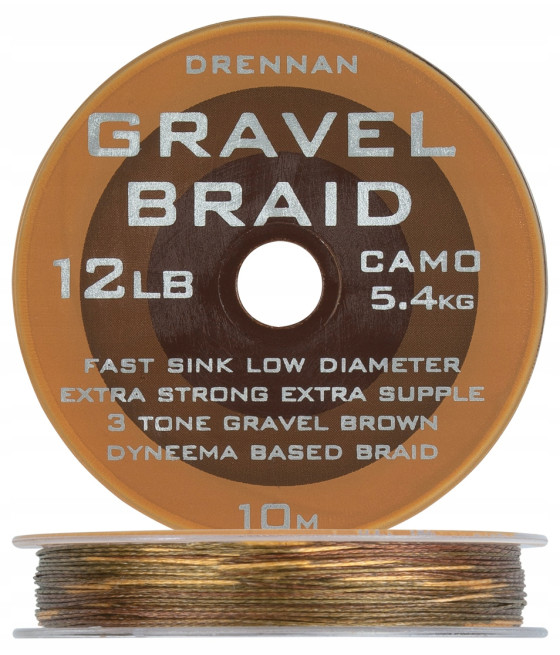 DRENNAN
GRAVEL
BRAID
12LB
CAMO
5.4KG
FAST SINK LOW DIAMETER
EXTRA STRONG EXTRA SUPPLE
3 TONE GRAVEL BROWN
DYNEEMA BASED BRAID
10M